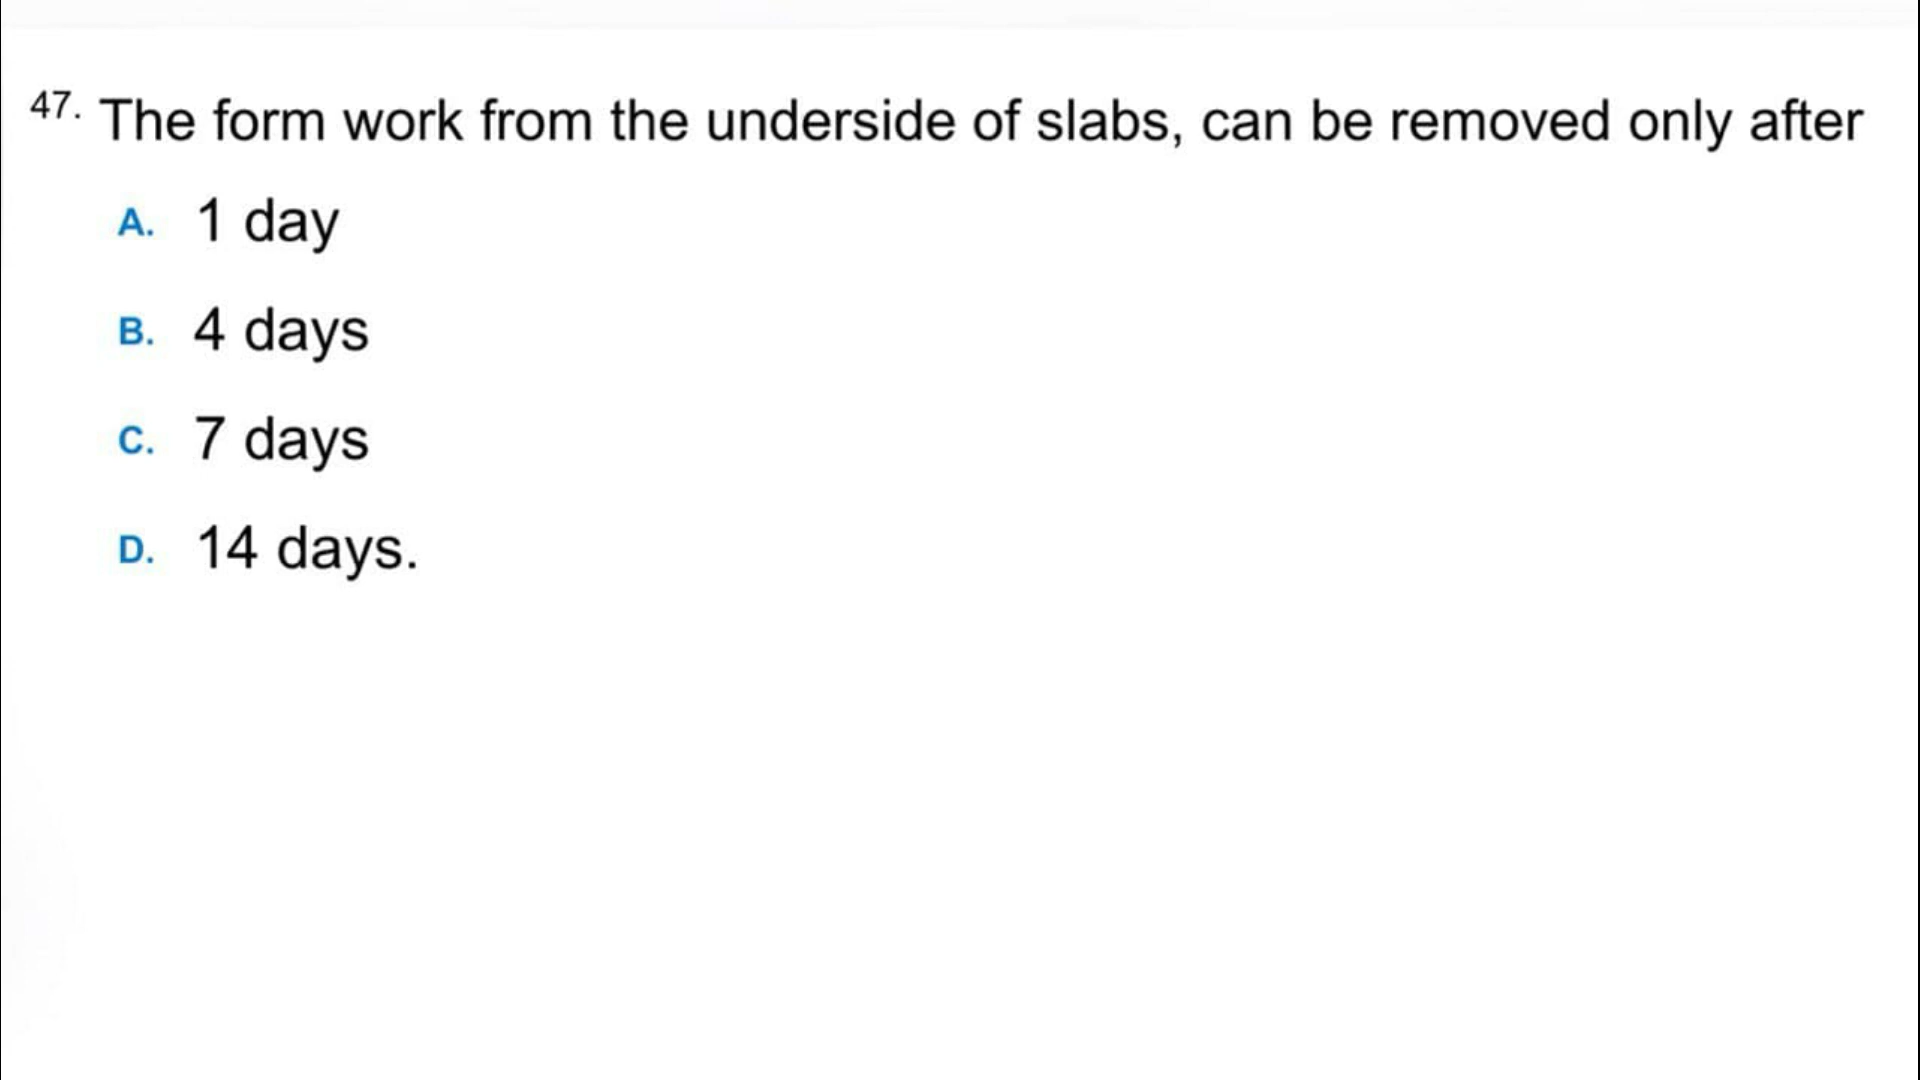 47. The form work from the underside of slabs, can be removed only after
A. 1 day
B. 4 days
C. 7 days
D. 14 days.